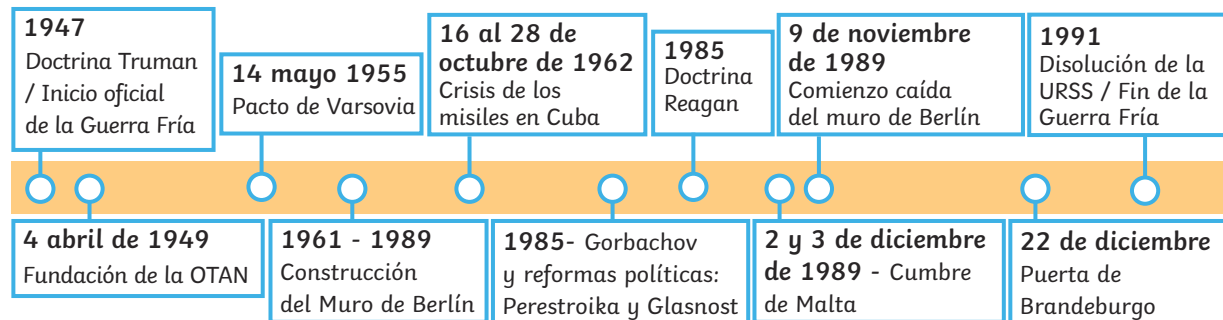 1947
Doctrina Truman
/ Inicio oficial
de la Guerra Fría
14 mayo 1955
Pacto de Varsovia
16 al 28 de
octubre de 1962
Crisis de los
misiles en Cuba
1985
Doctrina
Reagan
9 de noviembre
de 1989
Comienzo caída
del muro de Berlín
1991
Disolución de la
URSS / Fin de la
Guerra Fría
4 abril de 1949
Fundación de la OTAN
1961 - 1989
Construcción
del Muro de Berlín
1985- Gorbachov
y reformas políticas:
Perestroika y Glasnost
2 y 3 de diciembre
de 1989 - Cumbre
de Malta
22 de diciembre
Puerta de
Brandeburgo